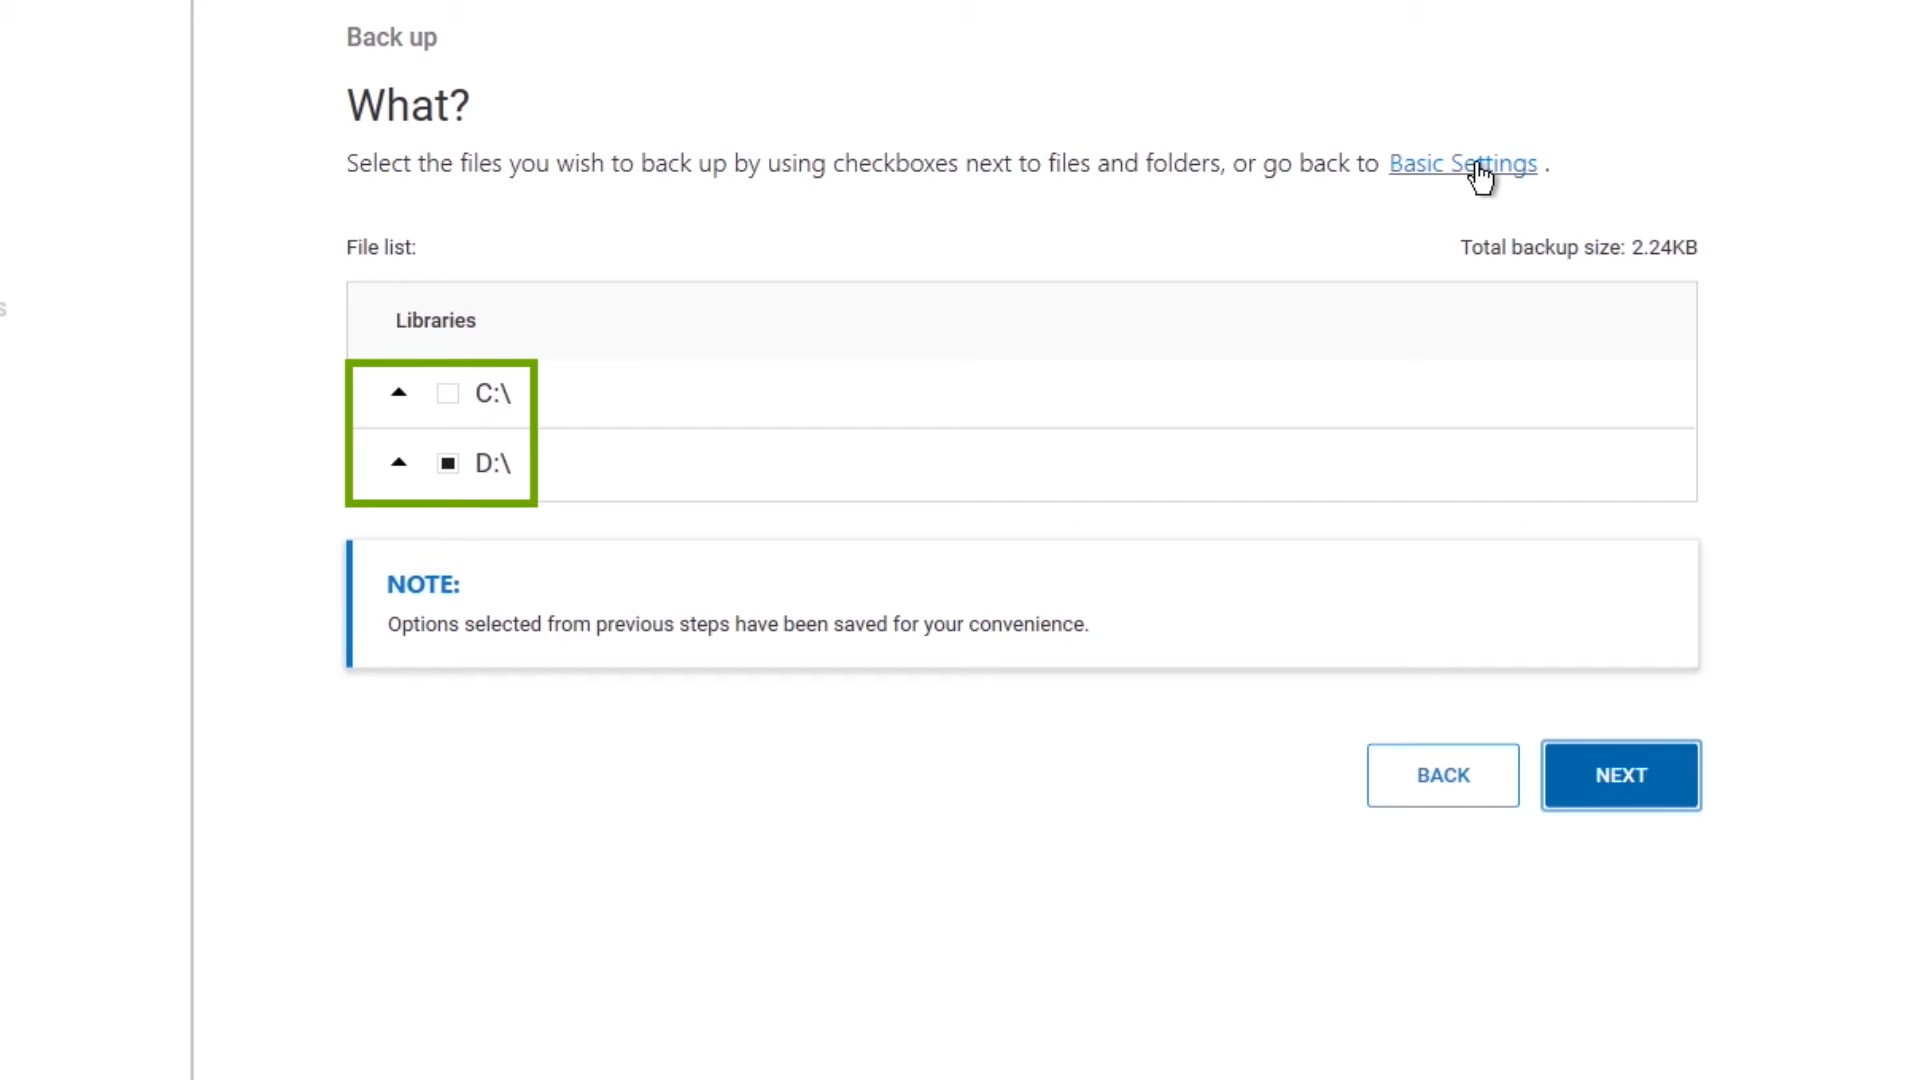 Back up
What?
Select the files you wish to back up by using checkboxes next to files and folders, or go back to Basic Settings .
File list:
Total backup size: 2.24KB
s
Libraries
C:\
D:\
NOTE:
Options selected from previous steps have been saved for your convenience.
BACK
NEXT